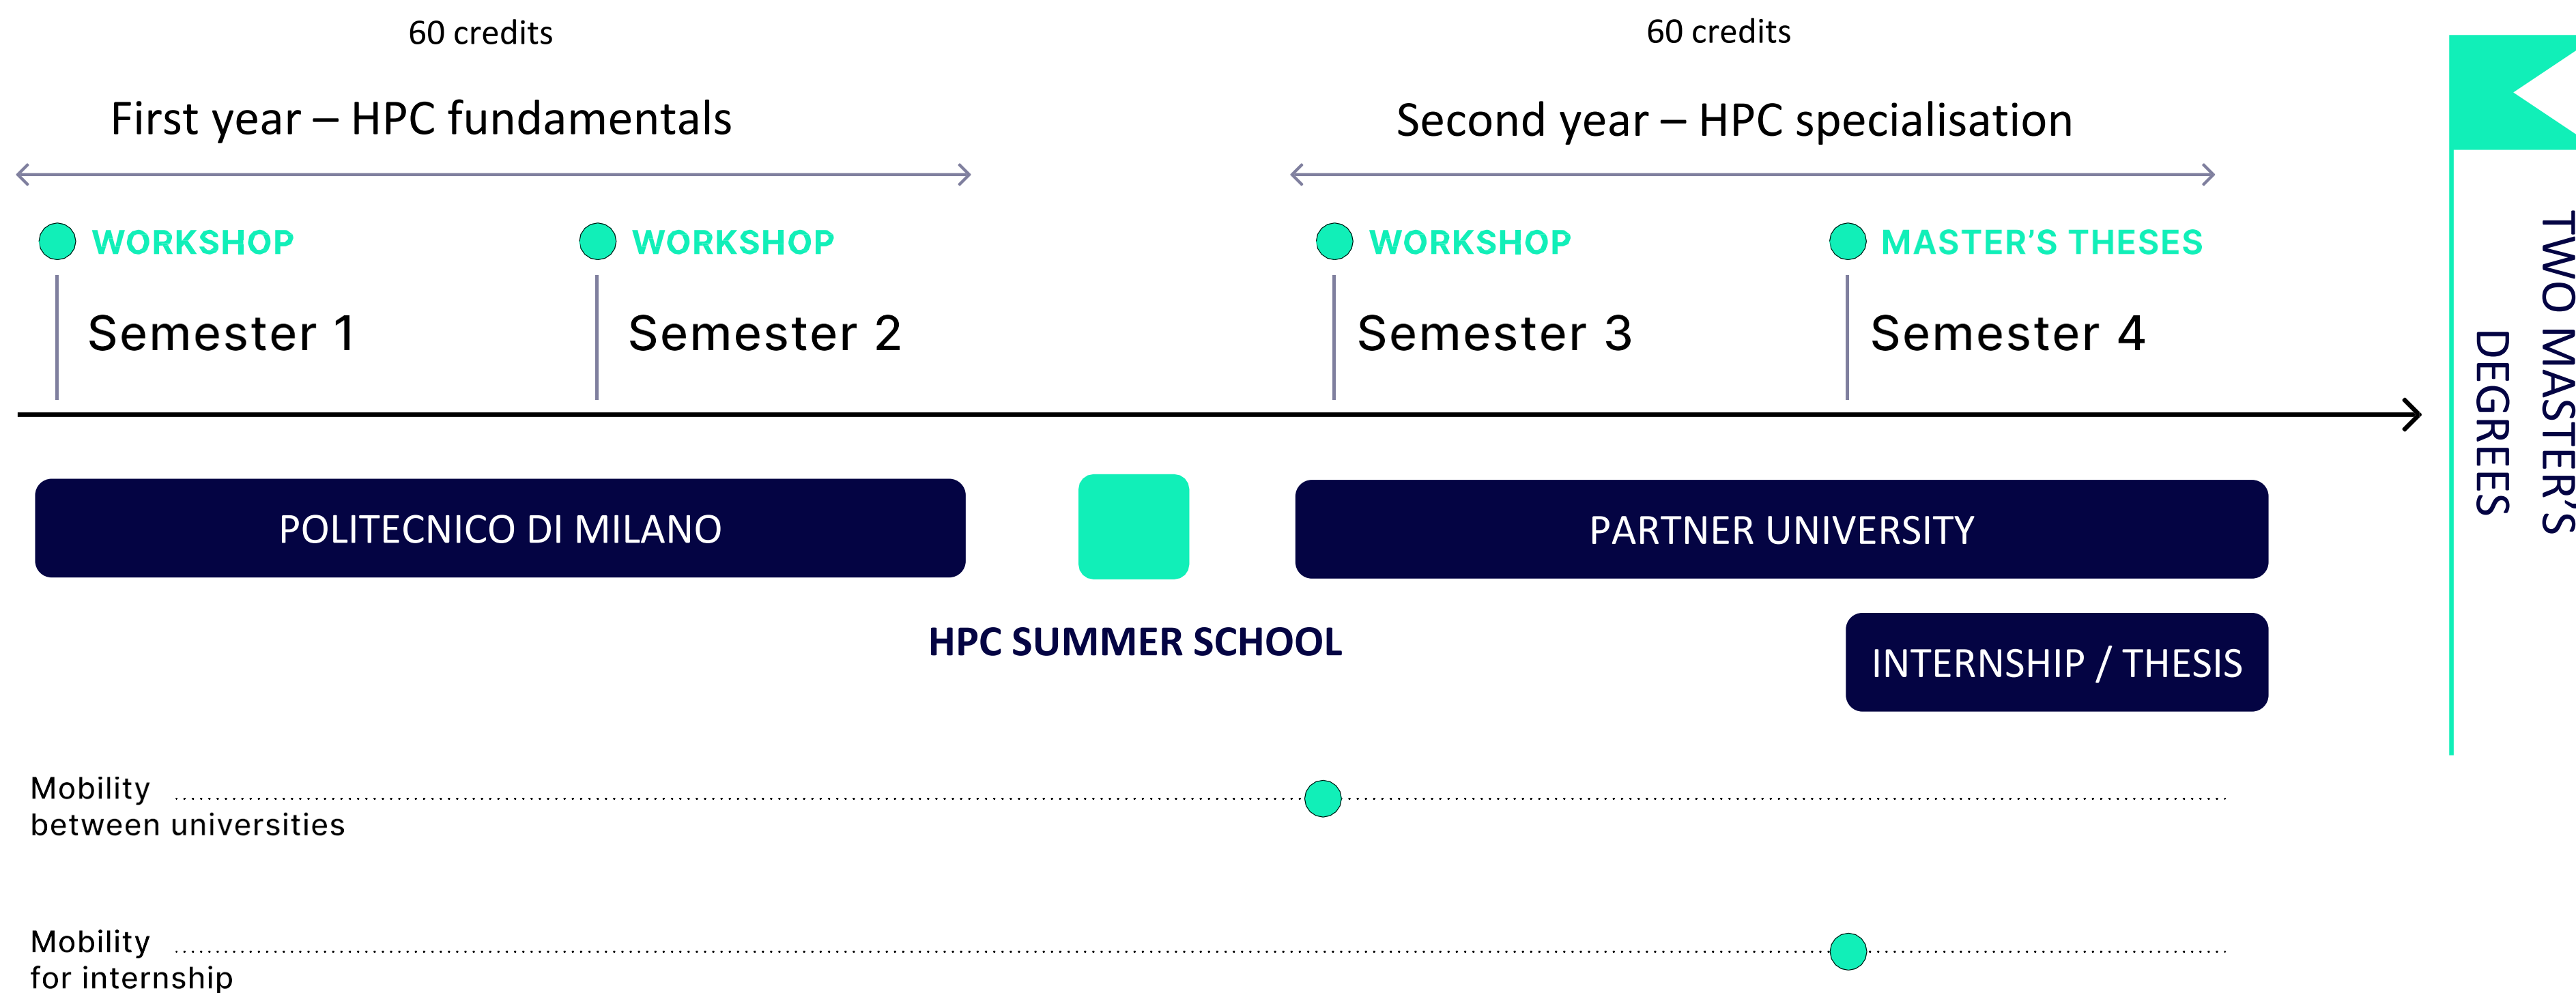 60 credits
60 credits
First year – HPC fundamentals
Second year – HPC specialisation
WORKSHOP
WORKSHOP
WORKSHOP
MASTER’S THESES
Semester 1
Semester 2
Semester 3
Semester 4
TWO MASTER’S
DEGREES
POLITECNICO DI MILANO
PARTNER UNIVERSITY
HPC SUMMER SCHOOL
INTERNSHIP / THESIS
Mobility
between universities
Mobility
for internship